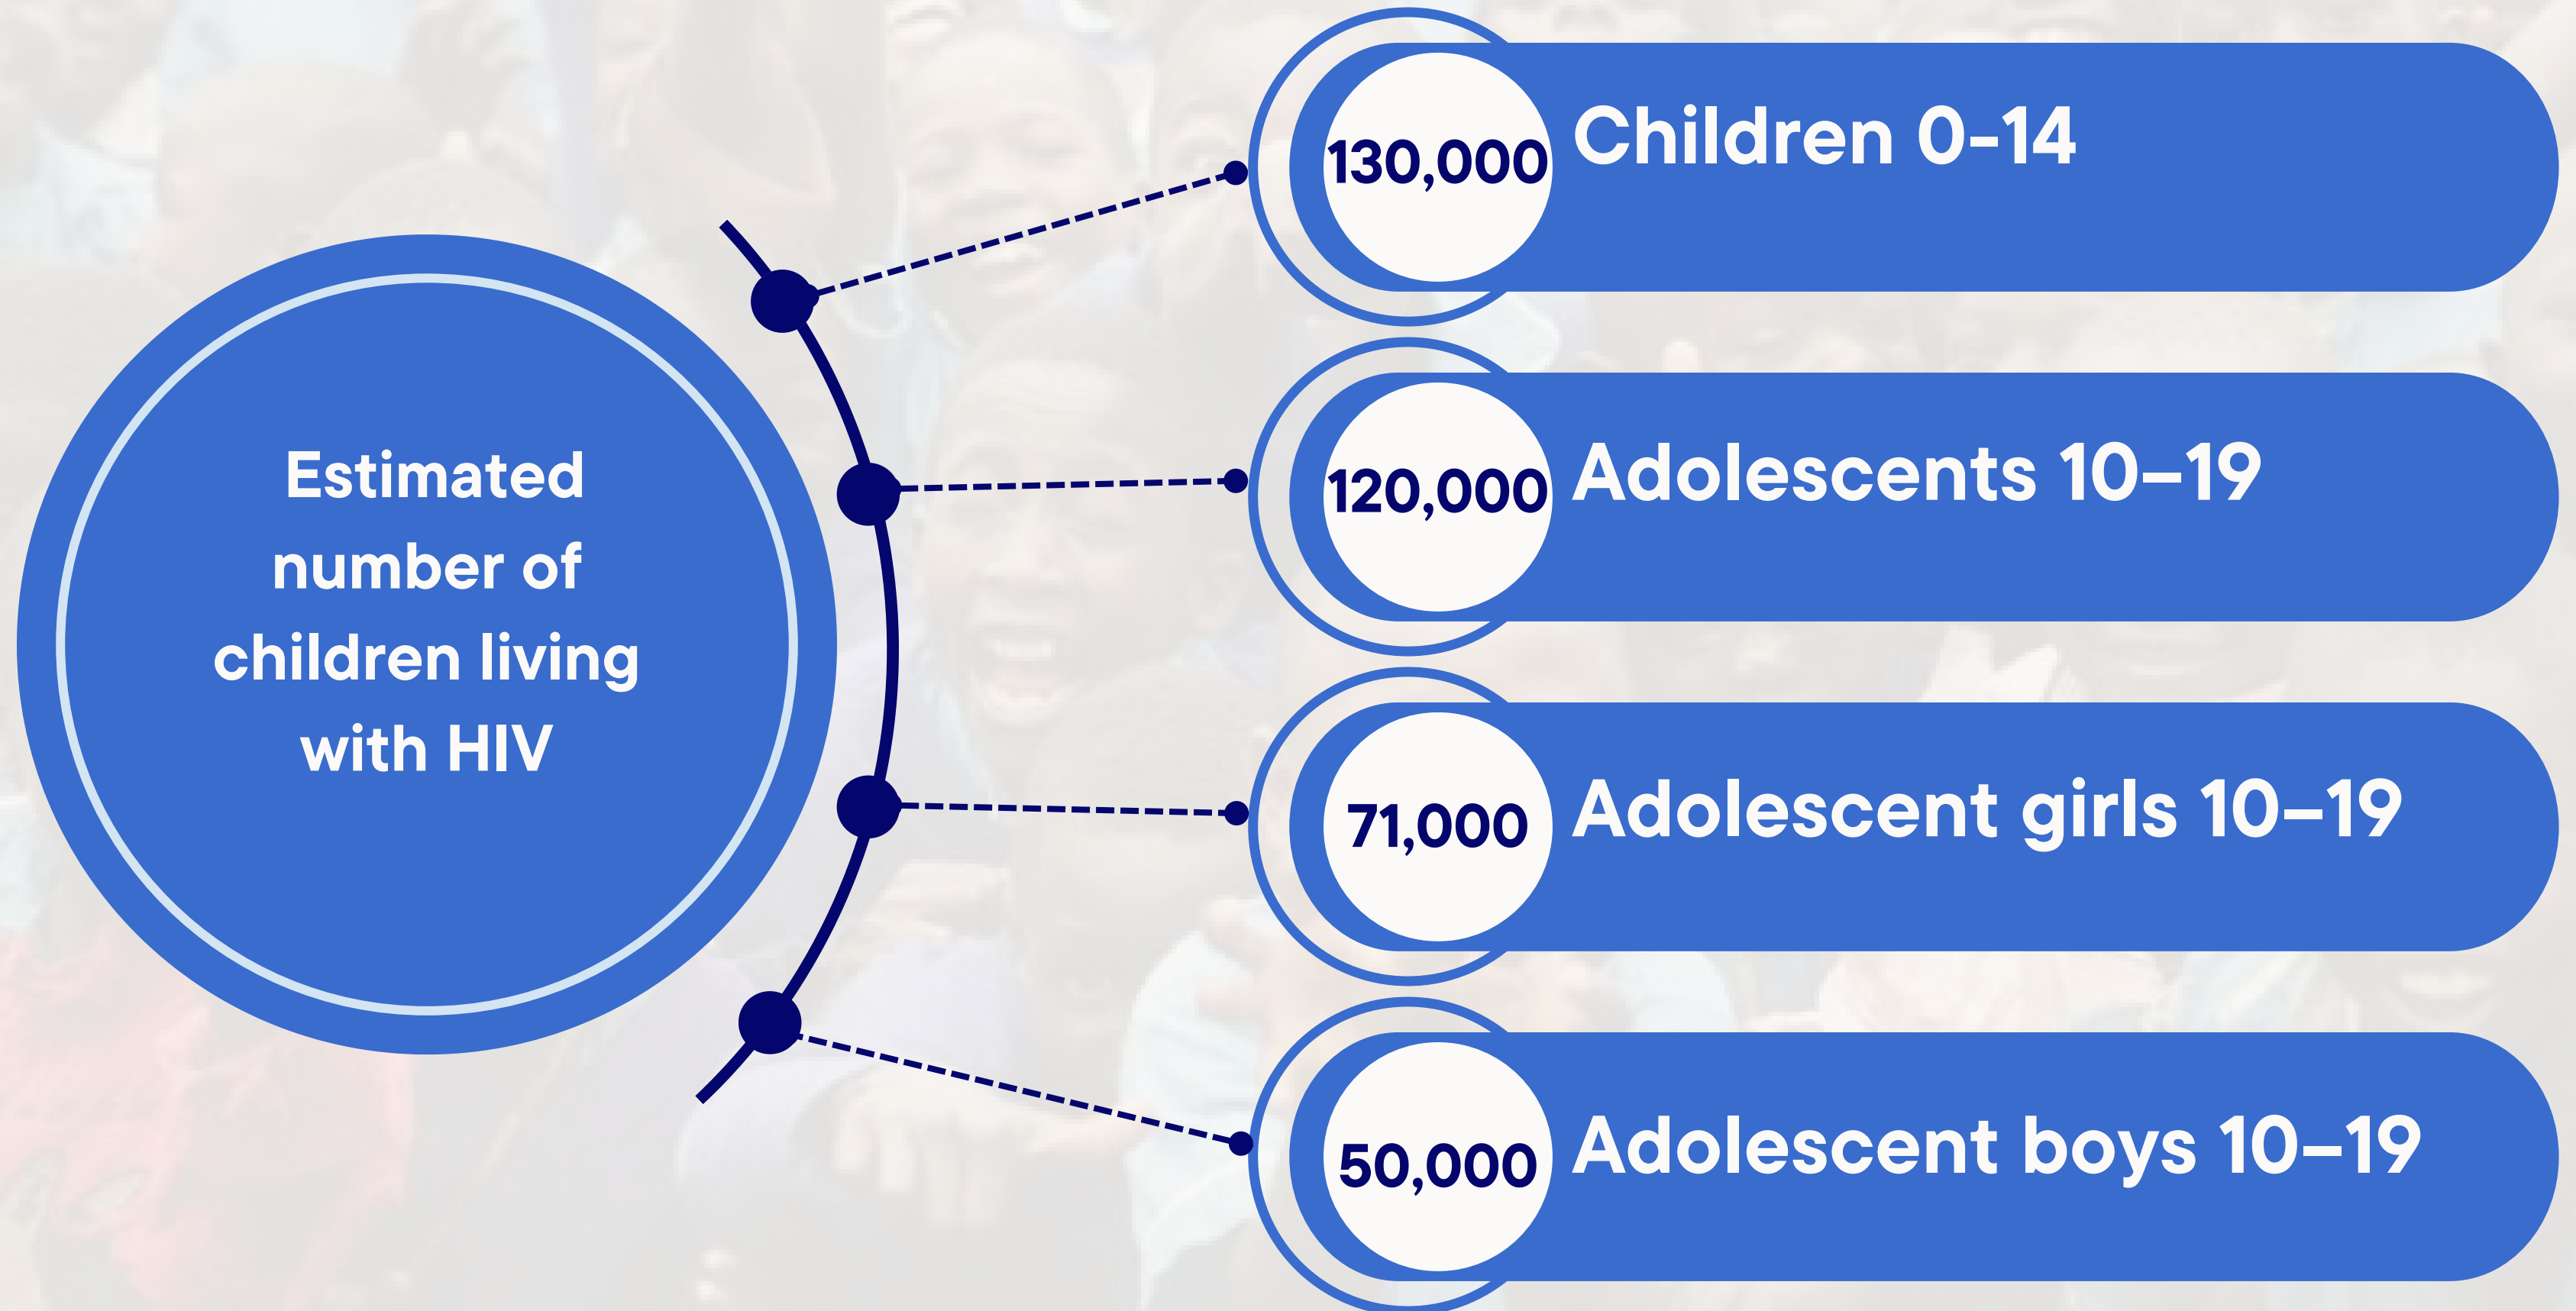 Estimated
number of
children living
with HIV
130,000 Children 0-14
120,000 Adolescents 10–19
71,000 Adolescent girls 10–19
50,000 Adolescent boys 10–19